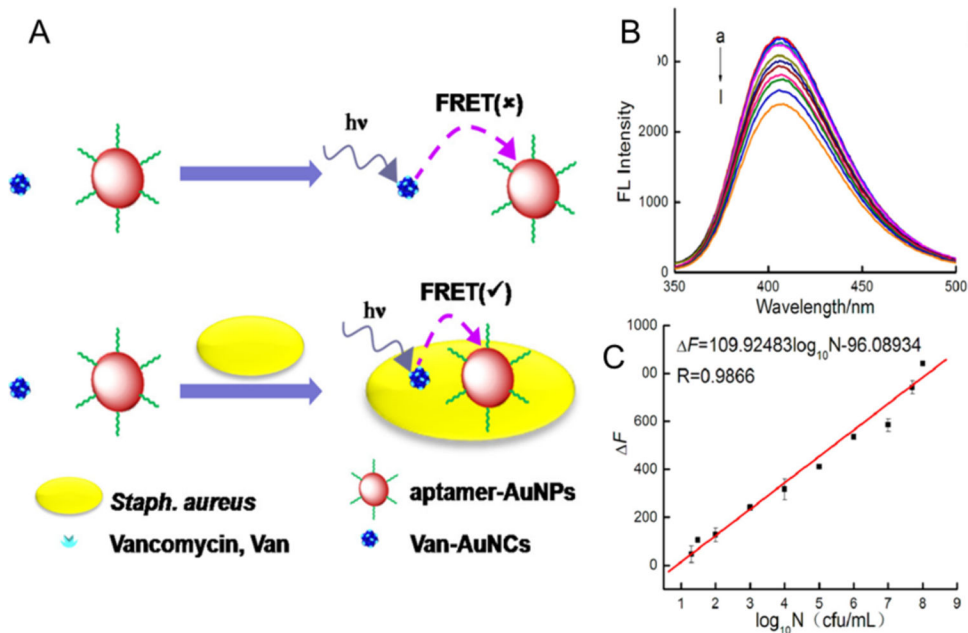 A
hν
FRET(×)
hν
FRET(✓)
Staph. aureus
aptamer-AuNPs
Vancomycin, Van
Van-AuNCs
B
a
l
00
2000
1000
0
FL Intensity
350 400 450 500
Wavelength/nm
C
ΔF=109.92483log₁₀N-96.08934
R=0.9866
1000
00
600
400
200
0
ΔF
1 2 3 4 5 6 7 8 9
log₁₀N（cfu/mL）